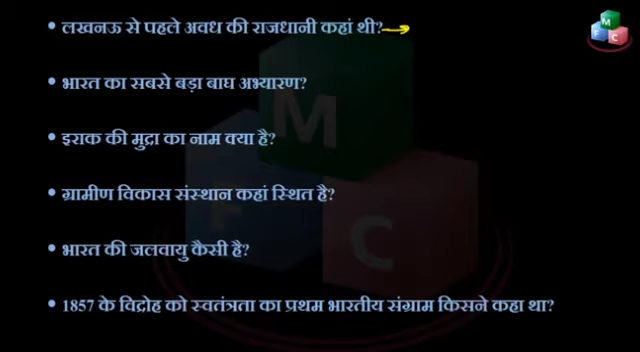 • लखनऊ से पहले अवध की राजधानी कहां थी?
• भारत का सबसे बड़ा बाघ अभ्यारण?
• इराक की मुद्रा का नाम क्या है?
• ग्रामीण विकास संस्थान कहां स्थित है?
• भारत की जलवायु कैसी है?
• 1857 के विद्रोह को स्वतंत्रता का प्रथम भारतीय संग्राम किसने कहा था?
M
F C
M
F C